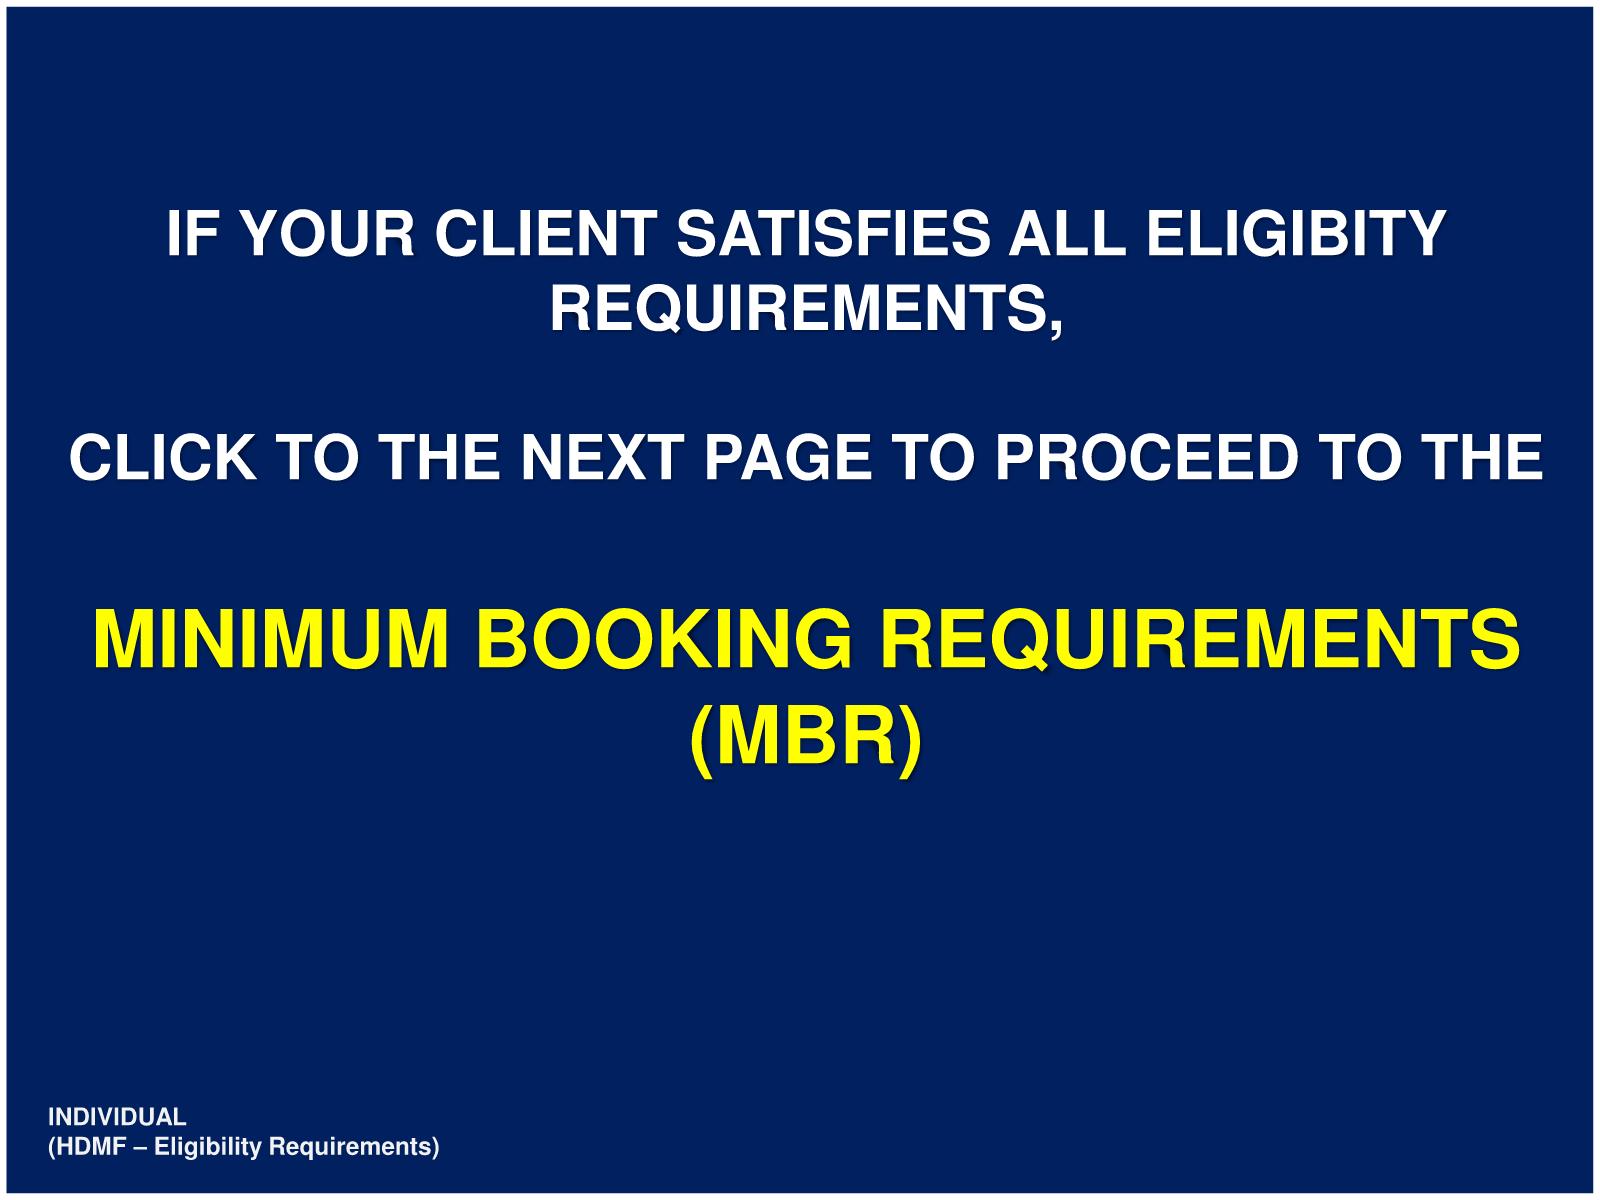 IF YOUR CLIENT SATISFIES ALL ELIGIBITY
REQUIREMENTS,
CLICK TO THE NEXT PAGE TO PROCEED TO THE
MINIMUM BOOKING REQUIREMENTS
(MBR)
INDIVIDUAL
(HDMF – Eligibility Requirements)